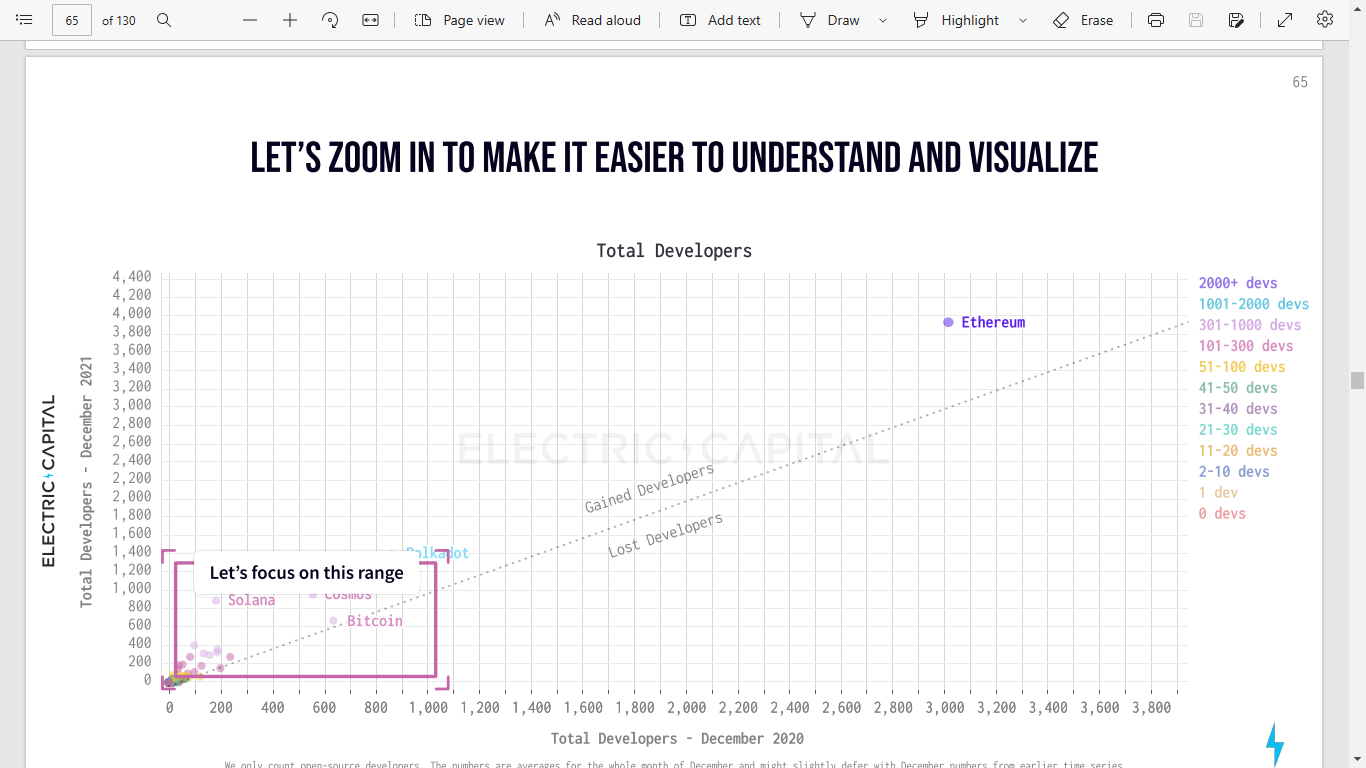 65 of 130 Page view Read aloud Add text Draw Highlight Erase
65
LET'S ZOOM IN TO MAKE IT EASIER TO UNDERSTAND AND VISUALIZE
Total Developers
4,400
4,200
4,000
3,800
3,600
3,400
3,200
3,000
2,800
2,600
2,400
2,200
2,000
1,800
1,600
1,400
1,200
1,000
800
600
400
200
0
Total Developers - December 2021
ELECTRIC CAPITAL
ELECTRIC CAPITAL
Ethereum
Gained Developers
Lost Developers
Polkadot
Let's focus on this range
Cosmos
Solana
Bitcoin
2000+ devs
1001-2000 devs
301-1000 devs
101-300 devs
51-100 devs
41-50 devs
31-40 devs
21-30 devs
11-20 devs
2-10 devs
1 dev
0 devs
0 200 400 600 800 1,000 1,200 1,400 1,600 1,800 2,000 2,200 2,400 2,600 2,800 3,000 3,200 3,400 3,600 3,800
Total Developers - December 2020
We only count open-source developers. The numbers are averages for the whole month of December and might slightly defer with December numbers from earlier time series